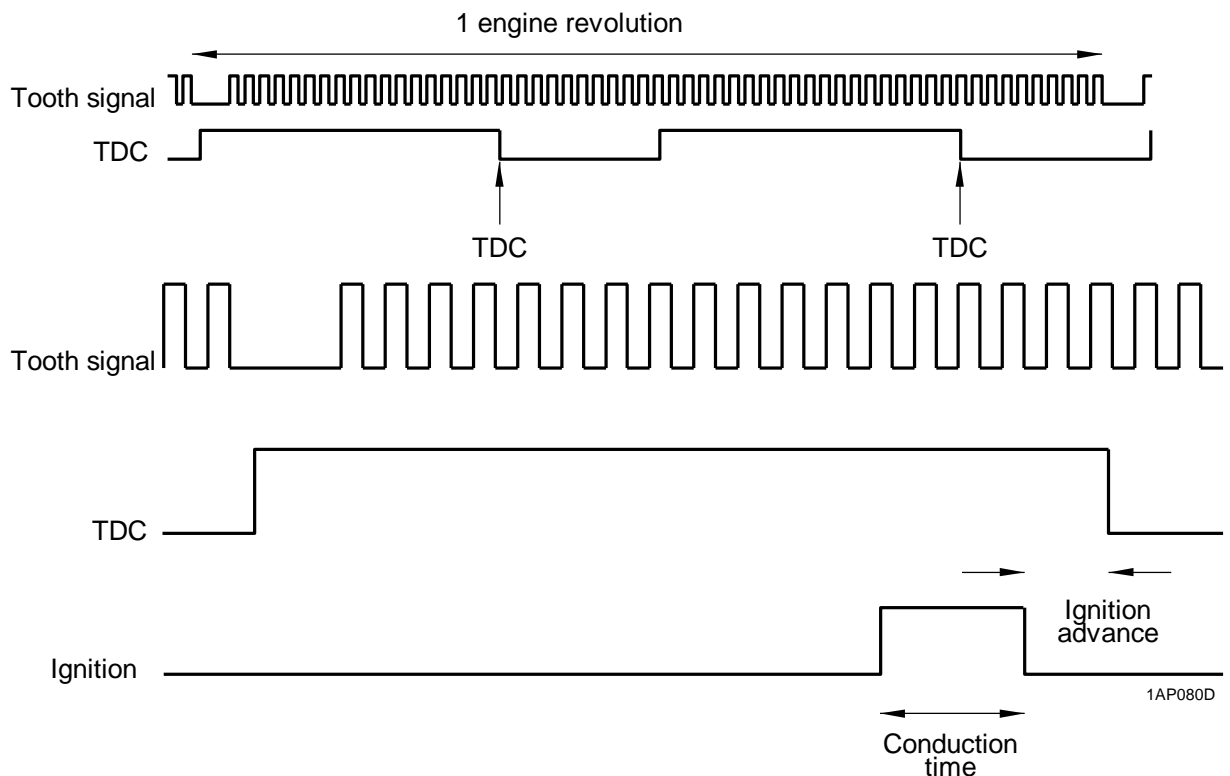 1 engine revolution
Tooth signal
TDC
TDC
TDC
Tooth signal
TDC
Ignition
advance
Ignition
1AP080D
Conduction
time